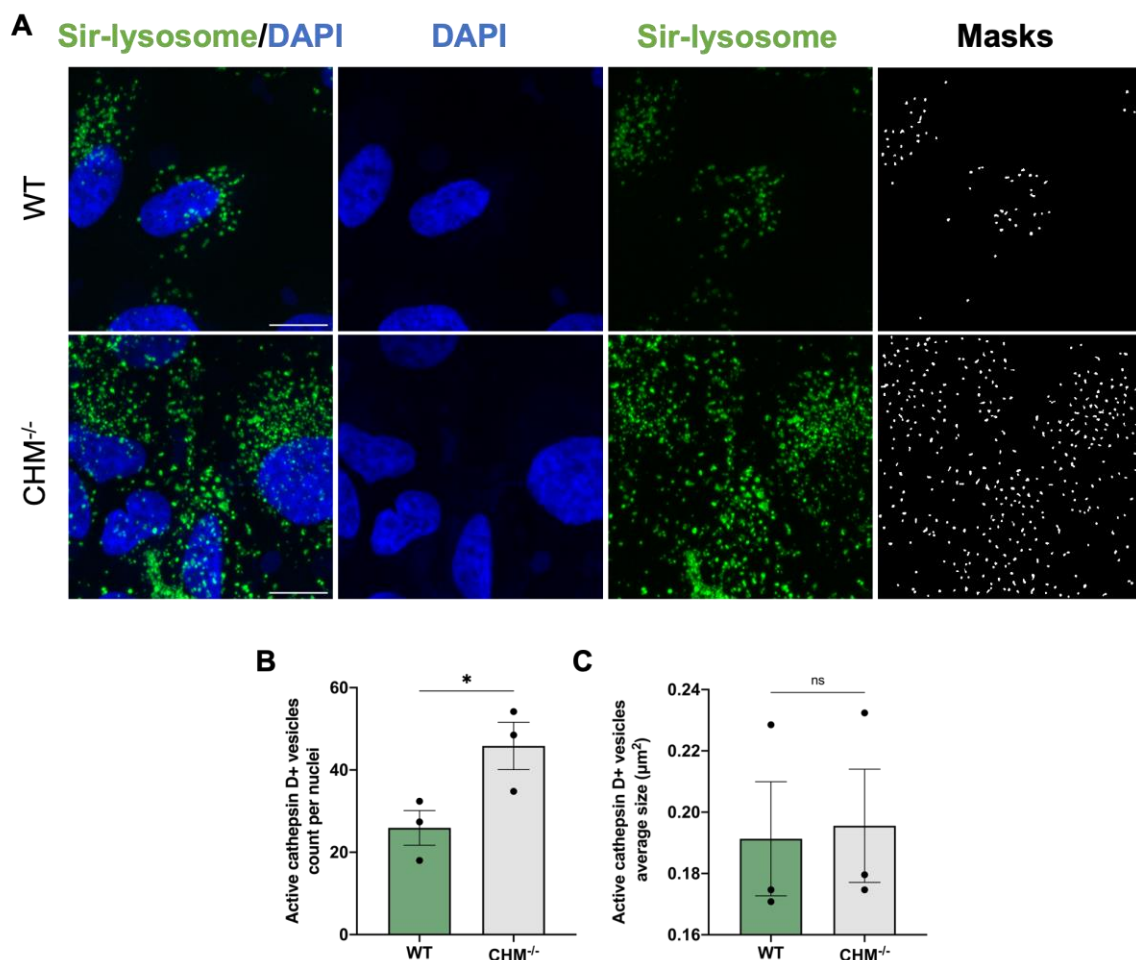 A
Sir-lysosome/DAPI
DAPI
Sir-lysosome
Masks
WT
CHM-/-
B
Active cathepsin D+ vesicles
count per nuclei
60
40
20
0
*
WT
CHM-/-
C
Active cathepsin D+ vesicles
average size (µm²)
0.24
0.22
0.20
0.18
0.16
ns
WT
CHM-/-